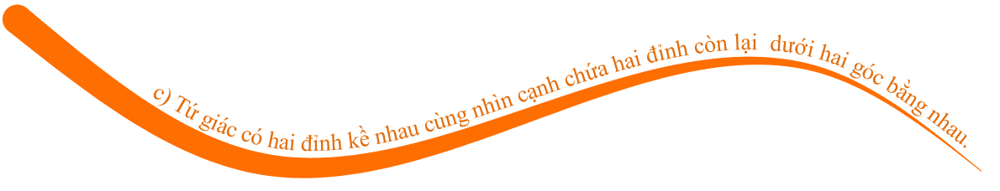 c) Tứ giác có hai đỉnh kề nhau cùng nhìn cạnh chứa hai đỉnh còn lại dưới hai góc bằng nhau.